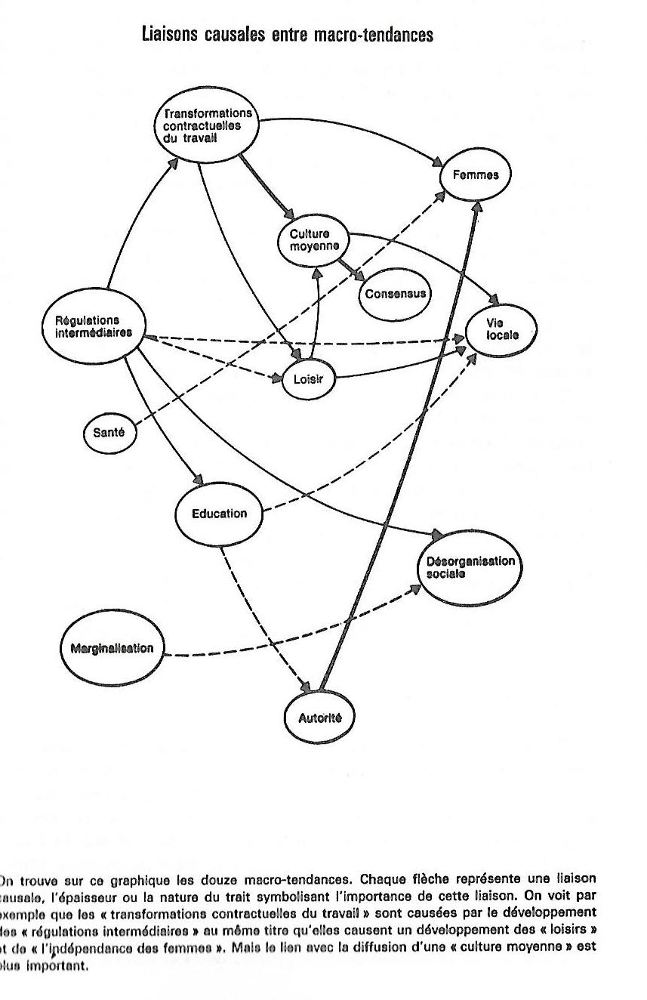 Liaisons causales entre macro-tendances
Transformations
contractuelles
du travail
Femmes
Culture
moyenne
Consensus
Régulations
intermédiaires
Vie
locale
Loisir
Santé
Education
Désorganisation
sociale
Marginalisation
Autorité
On trouve sur ce graphique les douze macro-tendances. Chaque flèche représente une liaison
causale, l'épaisseur ou la nature du trait symbolisant l'importance de cette liaison. On voit par
exemple que les « transformations contractuelles du travail » sont causées par le développement
des « régulations intermédiaires » au même titre qu'elles causent un développement des « loisirs »
et de « l'indépendance des femmes ». Mais le lien avec la diffusion d'une « culture moyenne » est
plus important.